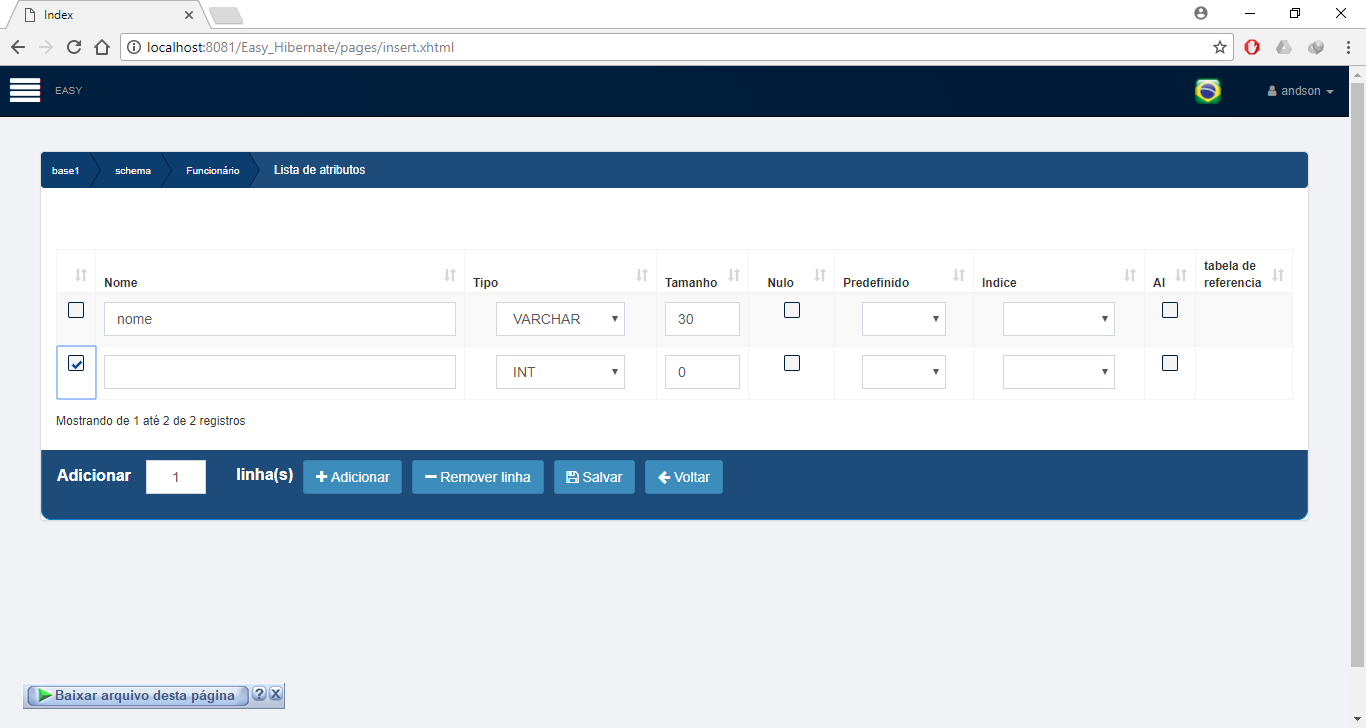 Index
localhost:8081/Easy_Hibernate/pages/insert.xhtml
EASY andson
base1 schema Funcionário Lista de atributos
Nome Tipo Tamanho Nulo Predefinido Indice AI tabela de referencia
nome VARCHAR 30
INT 0
Mostrando de 1 até 2 de 2 registros
Adicionar 1 linha(s) Adicionar Remover linha Salvar Voltar
Baixar arquivo desta página ? X